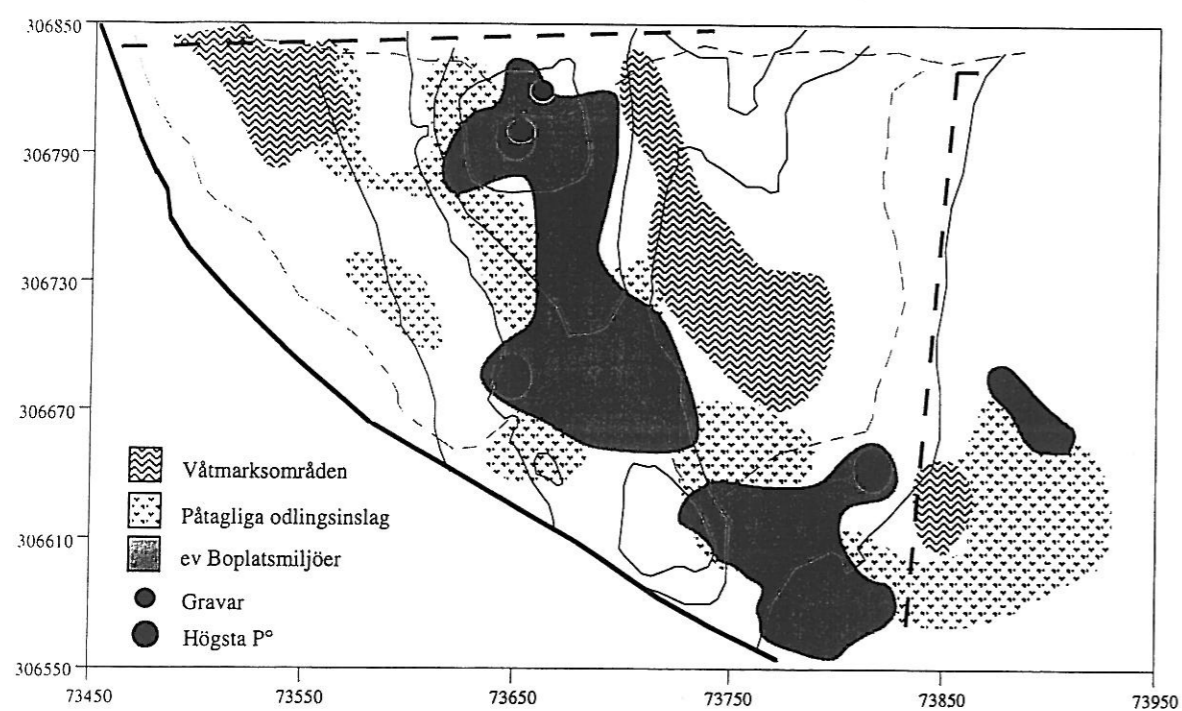 306850
306790
306730
306670
306610
306550
Våtmarksområden
Påtagliga odlingsinslag
ev Boplatsmiljöer
Gravar
Högsta P°
73450 73550 73650 73750 73850 73950